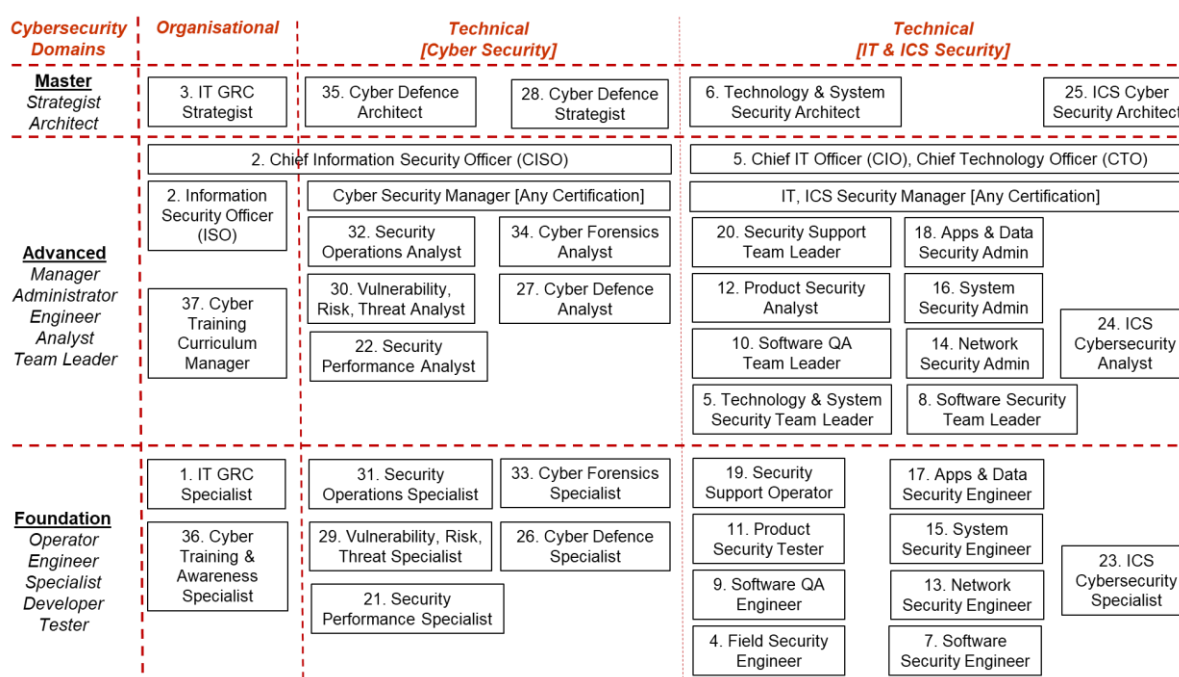 Cybersecurity
Domains
Organisational
Technical
[Cyber Security]
Technical
[IT & ICS Security]
Master
Strategist
Architect
3. IT GRC
Strategist
35. Cyber Defence
Architect
28. Cyber Defence
Strategist
6. Technology & System
Security Architect
25. ICS Cyber
Security Architect
Advanced
Manager
Administrator
Engineer
Analyst
Team Leader
2. Chief Information Security Officer (CISO)
5. Chief IT Officer (CIO), Chief Technology Officer (CTO)
2. Information
Security Officer
(ISO)
Cyber Security Manager [Any Certification]
IT, ICS Security Manager [Any Certification]
32. Security
Operations Analyst
34. Cyber Forensics
Analyst
20. Security Support
Team Leader
18. Apps & Data
Security Admin
37. Cyber
Training
Curriculum
Manager
30. Vulnerability,
Risk, Threat Analyst
27. Cyber Defence
Analyst
12. Product Security
Analyst
16. System
Security Admin
24. ICS
Cybersecurity
Analyst
22. Security
Performance Analyst
10. Software QA
Team Leader
14. Network
Security Admin
5. Technology & System
Security Team Leader
8. Software Security
Team Leader
Foundation
Operator
Engineer
Specialist
Developer
Tester
1. IT GRC
Specialist
31. Security
Operations Specialist
33. Cyber Forensics
Specialist
19. Security
Support Operator
17. Apps & Data
Security Engineer
36. Cyber
Training &
Awareness
Specialist
29. Vulnerability, Risk,
Threat Specialist
26. Cyber Defence
Specialist
11. Product
Security Tester
15. System
Security Engineer
23. ICS
Cybersecurity
Specialist
21. Security
Performance Specialist
9. Software QA
Engineer
13. Network
Security Engineer
4. Field Security
Engineer
7. Software
Security Engineer